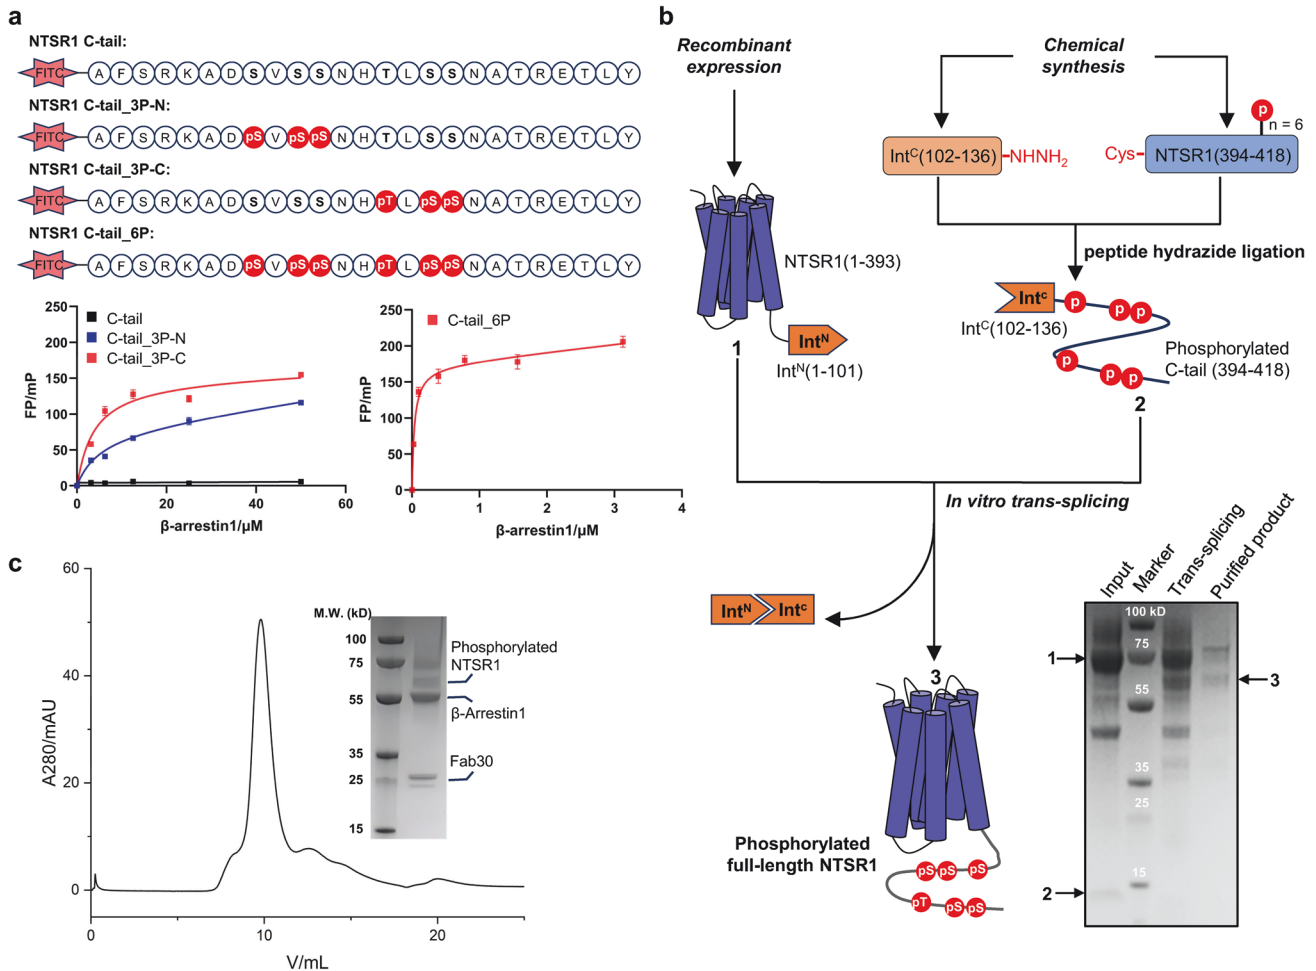 a
NTSR1 C-tail:
FITC A F S R K A D S V S S N H T L S S N A T R E T L Y
NTSR1 C-tail_3P-N:
FITC A F S R K A D pS V pS pS N H T L S S N A T R E T L Y
NTSR1 C-tail_3P-C:
FITC A F S R K A D S V S S N H pT L pS pS N A T R E T L Y
NTSR1 C-tail_6P:
FITC A F S R K A D pS V pS pS N H pT L pS pS N A T R E T L Y
250
200
150
100
50
0
FP/mP
C-tail
C-tail_3P-N
C-tail_3P-C
0 20 40 60
β-arrestin1/μM
250
200
150
100
50
0
FP/mP
C-tail_6P
0 1 2 3 4
β-arrestin1/μM
b
Recombinant
expression
Chemical
synthesis
p
n = 6
Int^C(102-136)
NHNH₂
Cys
NTSR1(394-418)
peptide hydrazide ligation
NTSR1(1-393)
Int^N
Int^N(1-101)
1
Int^c
p p p
Int^C(102-136)
p p p
Phosphorylated
C-tail (394-418)
2
In vitro trans-splicing
Int^N Int^c
3
Phosphorylated
full-length NTSR1
pS pS pS
pT pS pS
Input
Marker
Trans-splicing
Purified product
100 kD
75
55
35
25
15
1
2
3
c
60
40
20
0
A280/mAU
0 10 20
V/mL
M.W. (kD)
100
75
55
35
25
15
Phosphorylated
NTSR1
β-Arrestin1
Fab30